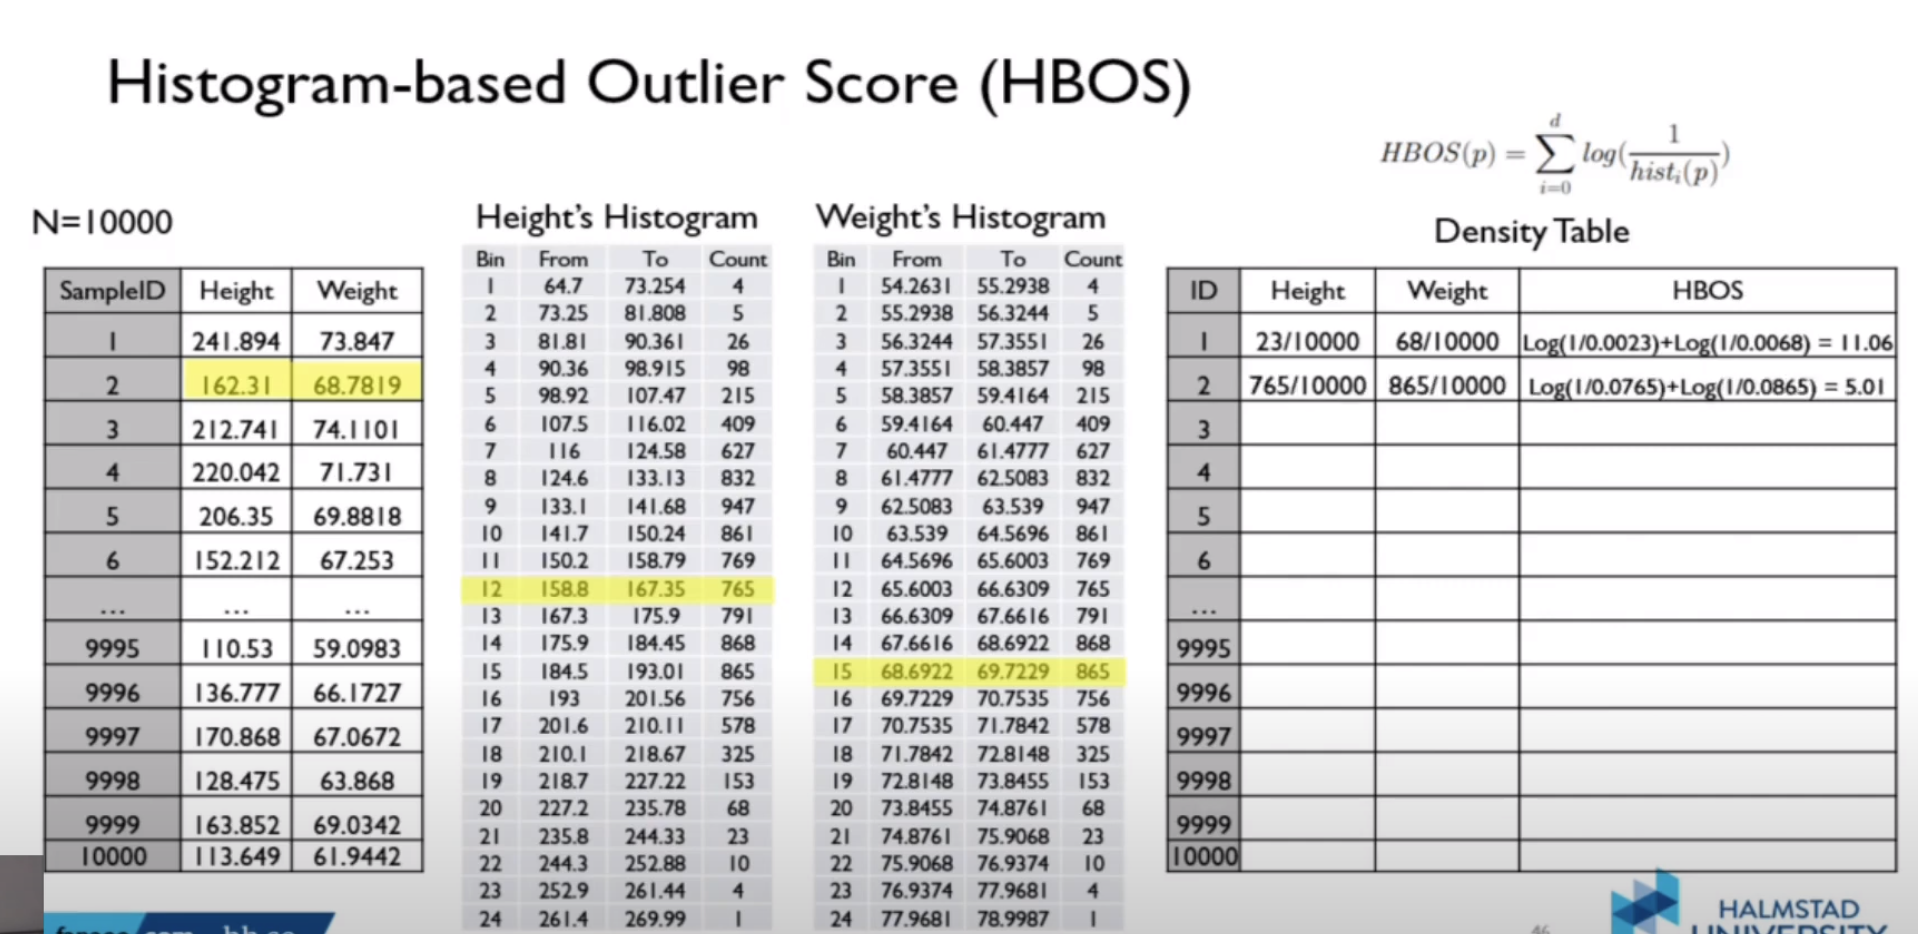 Histogram-based Outlier Score (HBOS)
HBOS(p) = \sum_{i=0}^{d} log(\frac{1}{hist_i(p)})
N=10000
SampleID Height Weight
1 241.894 73.847
2 162.31 68.7819
3 212.741 74.1101
4 220.042 71.731
5 206.35 69.8818
6 152.212 67.253
... ... ...
9995 110.53 59.0983
9996 136.777 66.1727
9997 170.868 67.0672
9998 128.475 63.868
9999 163.852 69.0342
10000 113.649 61.9442
Height's Histogram
Bin From To Count
1 64.7 73.254 4
2 73.25 81.808 5
3 81.81 90.361 26
4 90.36 98.915 98
5 98.92 107.47 215
6 107.5 116.02 409
7 116 124.58 627
8 124.6 133.13 832
9 133.1 141.68 947
10 141.7 150.24 861
11 150.2 158.79 769
12 158.8 167.35 765
13 167.3 175.9 791
14 175.9 184.45 868
15 184.5 193.01 865
16 193 201.56 756
17 201.6 210.11 578
18 210.1 218.67 325
19 218.7 227.22 153
20 227.2 235.78 68
21 235.8 244.33 23
22 244.3 252.88 10
23 252.9 261.44 4
24 261.4 269.99 1
Weight's Histogram
Bin From To Count
1 54.2631 55.2938 4
2 55.2938 56.3244 5
3 56.3244 57.3551 26
4 57.3551 58.3857 98
5 58.3857 59.4164 215
6 59.4164 60.447 409
7 60.447 61.4777 627
8 61.4777 62.5083 832
9 62.5083 63.539 947
10 63.539 64.5696 861
11 64.5696 65.6003 769
12 65.6003 66.6309 765
13 66.6309 67.6616 791
14 67.6616 68.6922 868
15 68.6922 69.7229 865
16 69.7229 70.7535 756
17 70.7535 71.7842 578
18 71.7842 72.8148 325
19 72.8148 73.8455 153
20 73.8455 74.8761 68
21 74.8761 75.9068 23
22 75.9068 76.9374 10
23 76.9374 77.9681 4
24 77.9681 78.9987 1
Density Table
ID Height Weight HBOS
1 23/10000 68/10000 Log(1/0.0023)+Log(1/0.0068) = 11.06
2 765/10000 865/10000 Log(1/0.0765)+Log(1/0.0865) = 5.01
3
4
5
6
...
9995
9996
9997
9998
9999
10000
HALMSTAD
UNIVERSITY